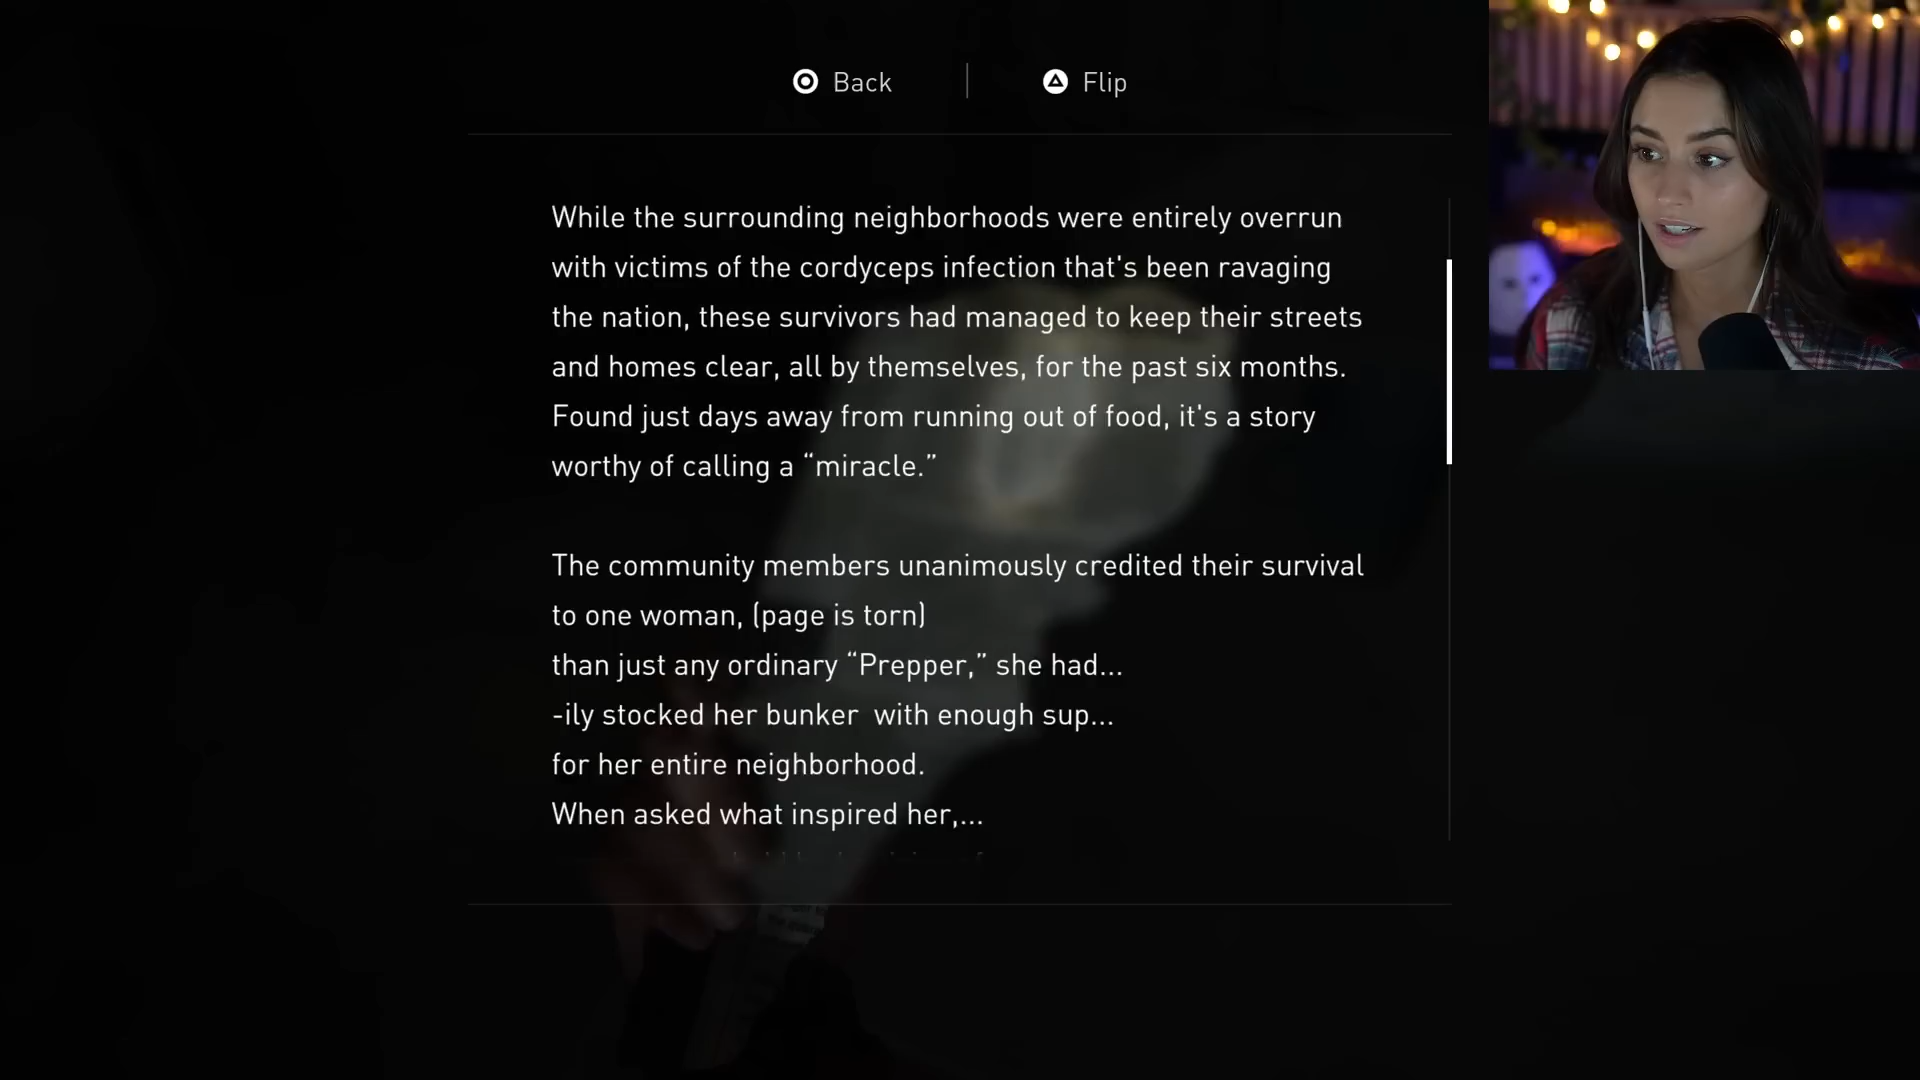 Back
Flip
While the surrounding neighborhoods were entirely overrun
with victims of the cordyceps infection that's been ravaging
the nation, these survivors had managed to keep their streets
and homes clear, all by themselves, for the past six months.
Found just days away from running out of food, it's a story
worthy of calling a “miracle.”
The community members unanimously credited their survival
to one woman, (page is torn)
than just any ordinary “Prepper,” she had...
-ily stocked her bunker  with enough sup...
for her entire neighborhood.
When asked what inspired her,...